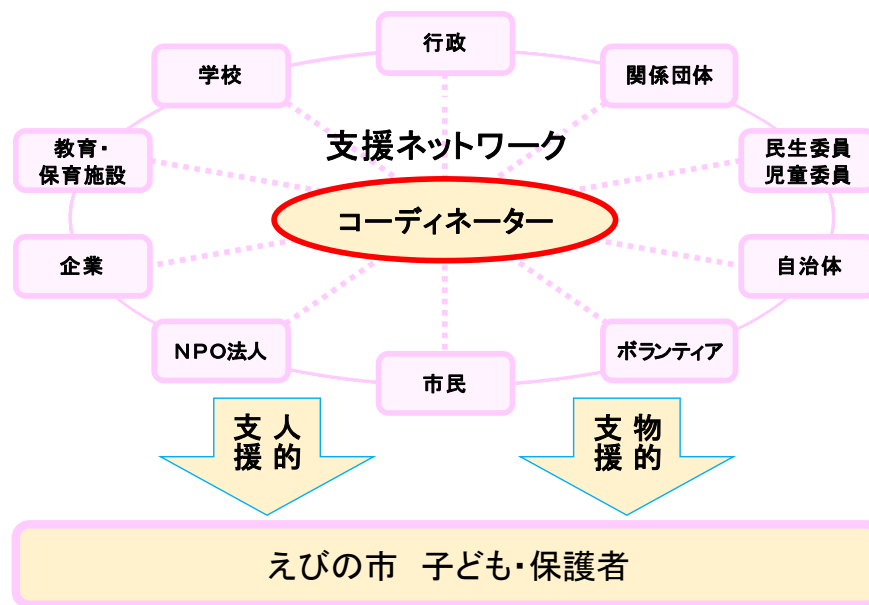 行政
学校
関係団体
支援ネットワーク
教育・
保育施設
民生委員
児童委員
コーディネーター
企業
自治体
NPO法人
ボランティア
市民
人的
支援
物的
支援
えびの市　子ども・保護者